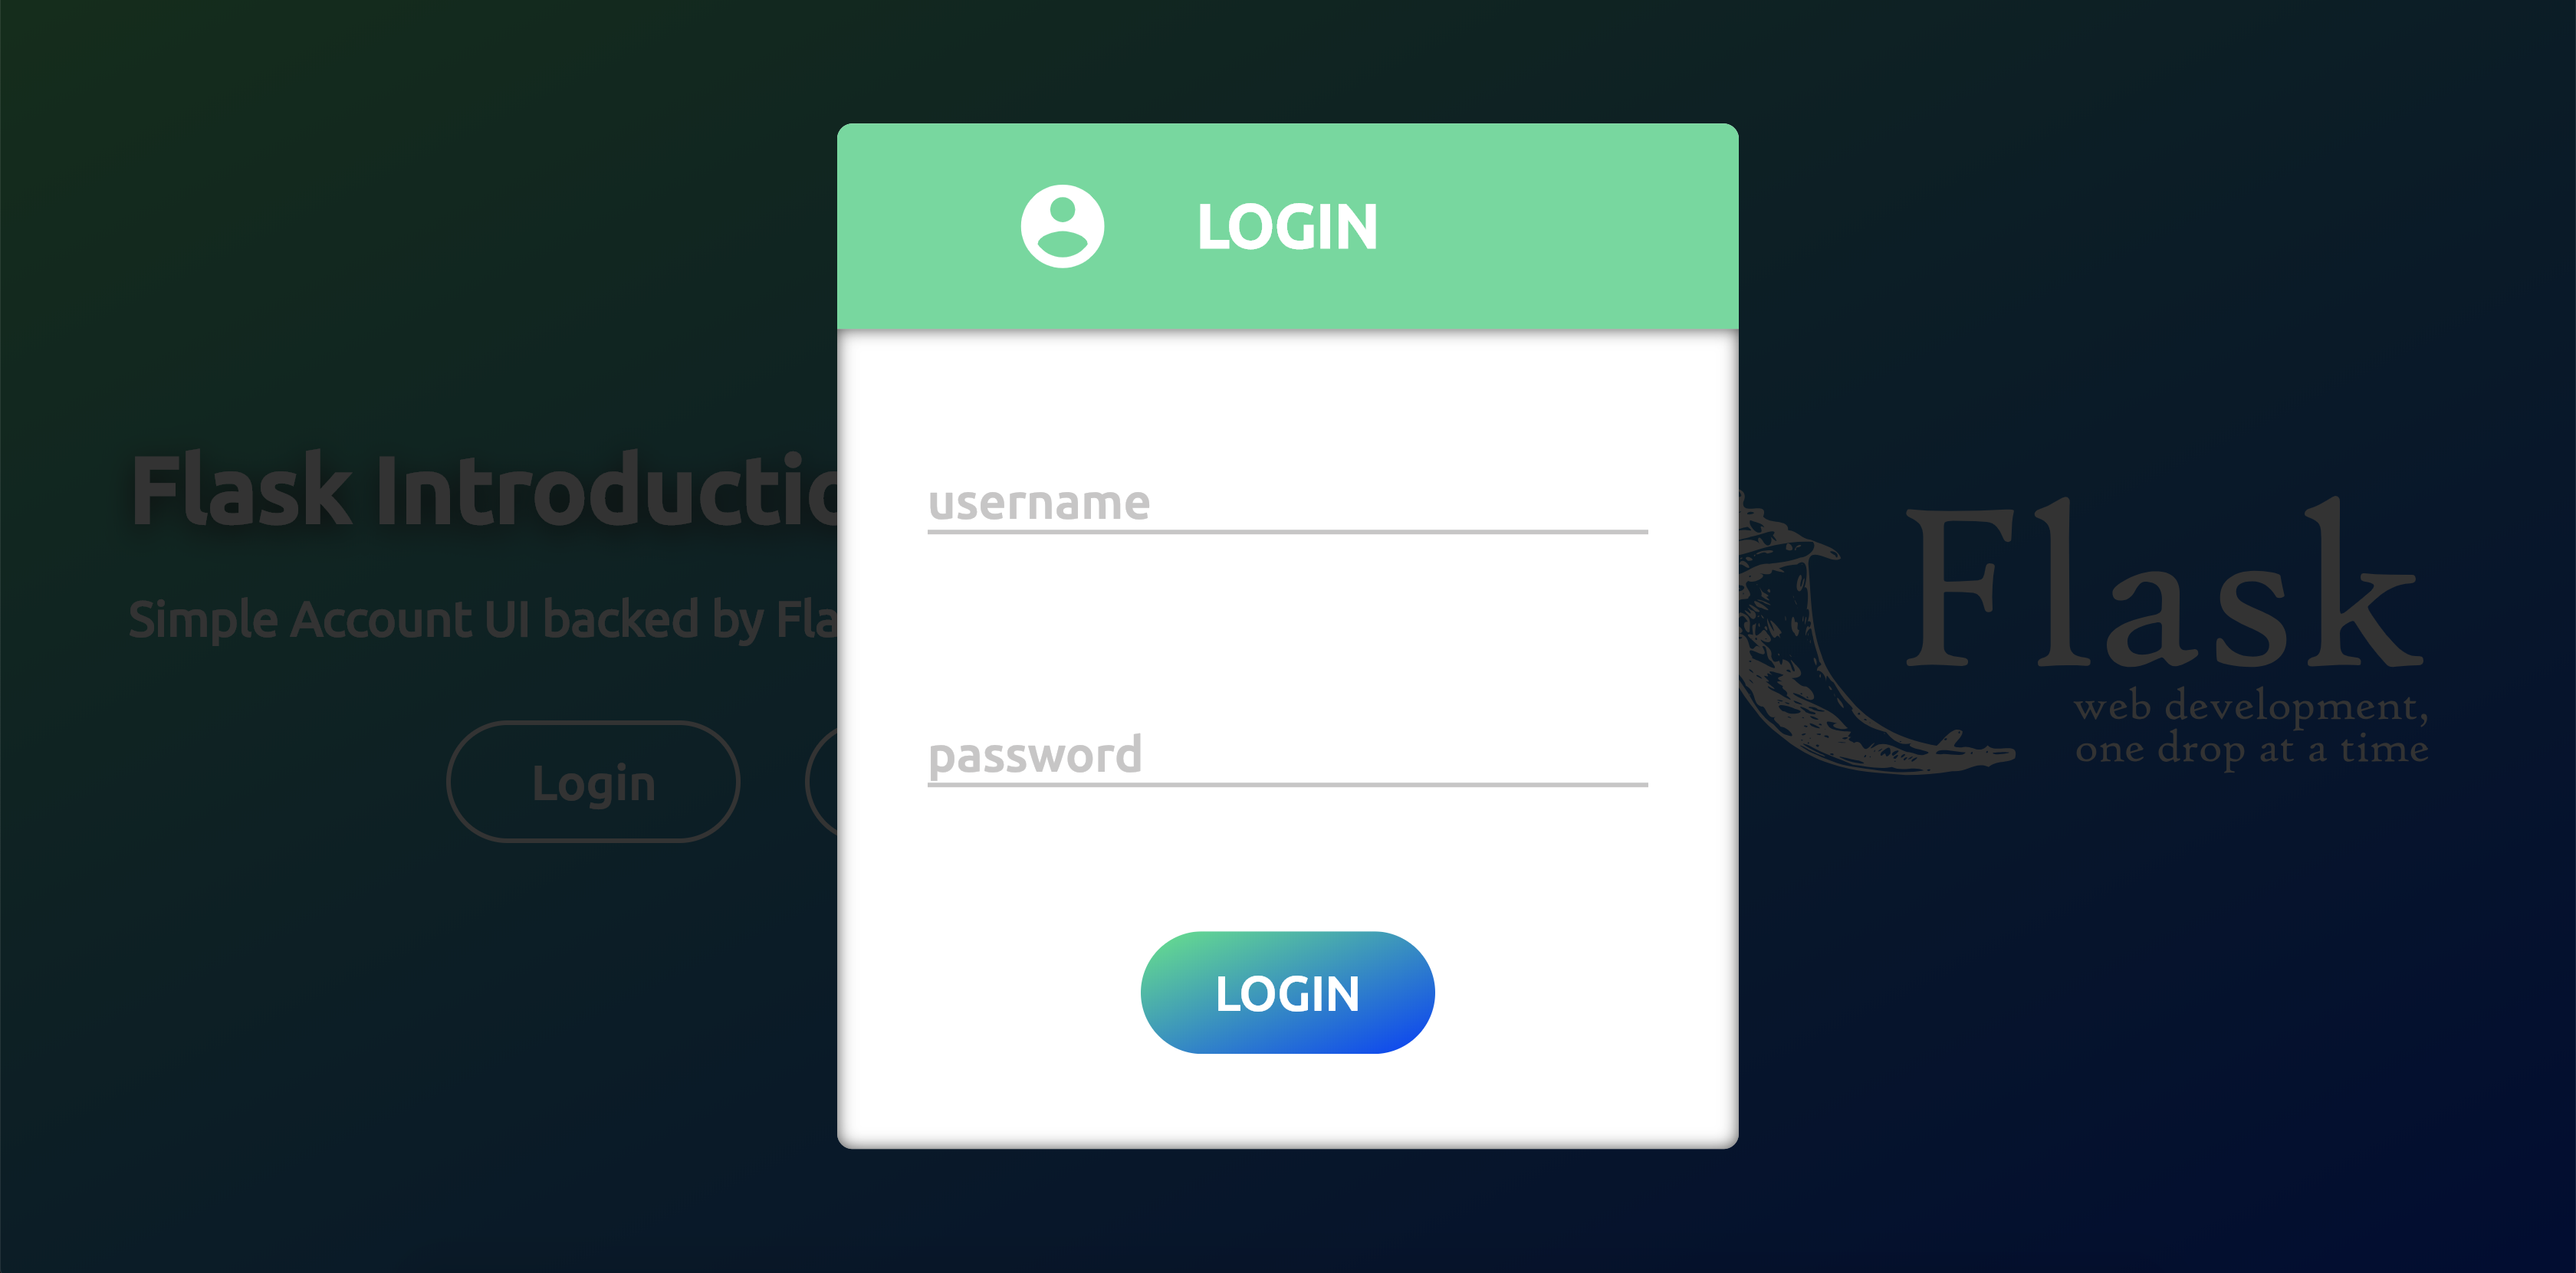 LOGIN
username
password
LOGIN
Flask Introductio
Simple Account UI backed by Fla
Login
Flask
web development,
one drop at a time